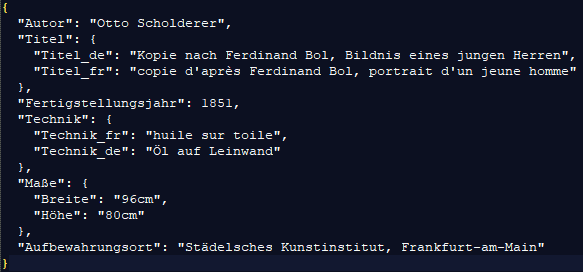 {
"Autor": "Otto Scholderer",
"Titel": {
"Titel_de": "Kopie nach Ferdinand Bol, Bildnis eines jungen Herren",
"Titel_fr": "copie d'après Ferdinand Bol, portrait d'un jeune homme"
},
"Fertigstellungsjahr": 1851,
"Technik": {
"Technik_fr": "huile sur toile",
"Technik_de": "Öl auf Leinwand"
},
"Maße": {
"Breite": "96cm",
"Höhe": "80cm"
},
"Aufbewahrungsort": "Städelsches Kunstinstitut, Frankfurt-am-Main"
}